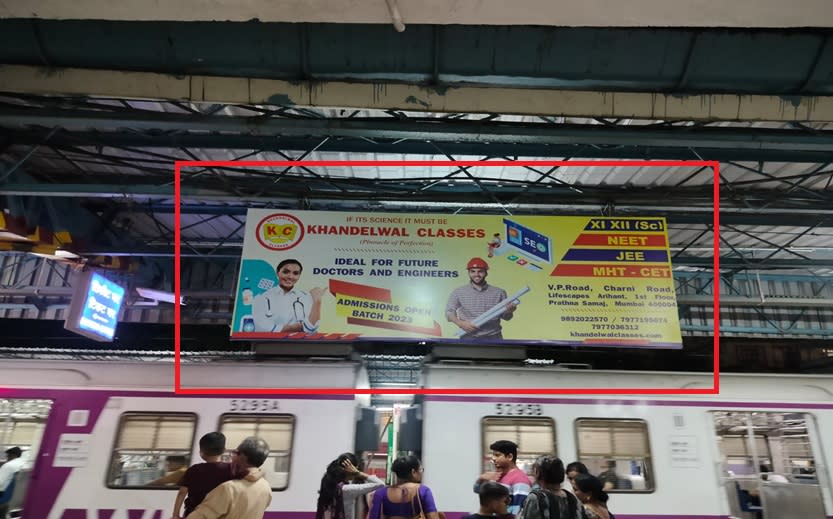 IF ITS SCIENCE IT MUST BE
KHANDELWAL CLASSES
(Pinnacle of Perfection)
KC
CLASSES
IDEAL FOR FUTURE
DOCTORS AND ENGINEERS
ADMISSIONS OPEN
BATCH 2023
SEO
XI XII (Sc)
NEET
JEE
MHT - CET
V.P.Road, Charni Road,
Lifescapes Arihant, 1st Floor
Prathna Samaj, Mumbai 400004
9892022570 / 7977195074
7977036312
khandelwalclasses.com
5295A
5295B